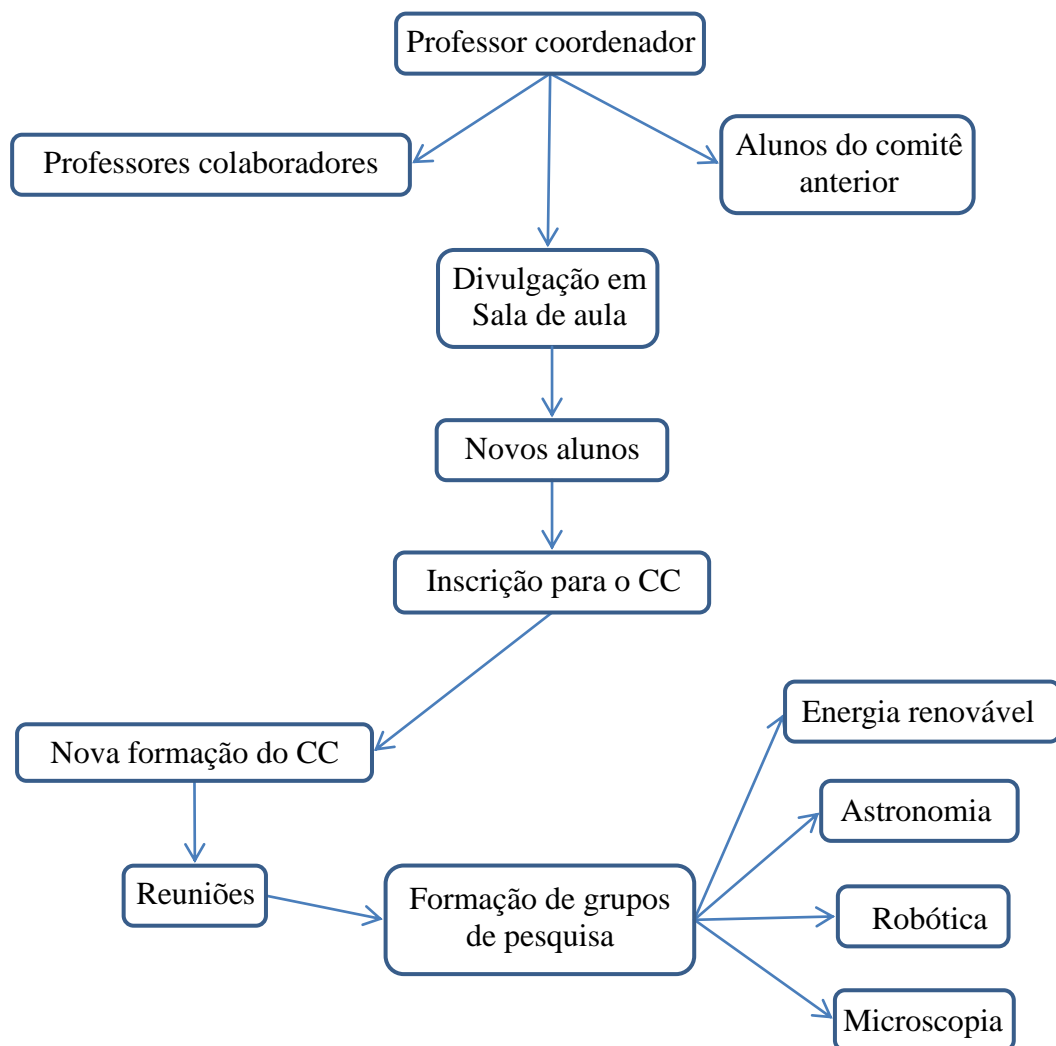 Professor coordenador
Professores colaboradores
Alunos do comitê
anterior
Divulgação em
Sala de aula
Novos alunos
Inscrição para o CC
Nova formação do CC
Energia renovável
Astronomia
Reuniões
Formação de grupos
de pesquisa
Robótica
Microscopia